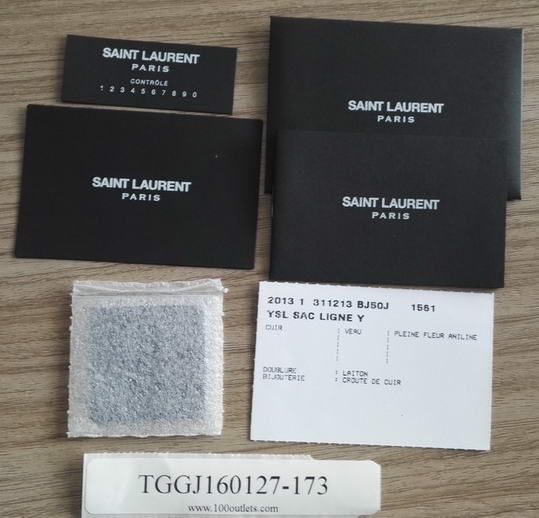 SAINT LAURENT
PARIS
CONTRÔLE
1 2 3 4 5 6 7 8 9 0
SAINT LAURENT
PARIS
SAINT LAURENT
PARIS
SAINT LAURENT
PARIS
2013 1 311213 BJ50J 1561
YSL SAC LIGNE Y
CUIR : VEAU : PLEINE FLEUR ANILINE
DOUBLURE : LAITON
BIJOUTERIE : CROUTE DE CUIR
TGGJ160127-173
www.100outlets.com